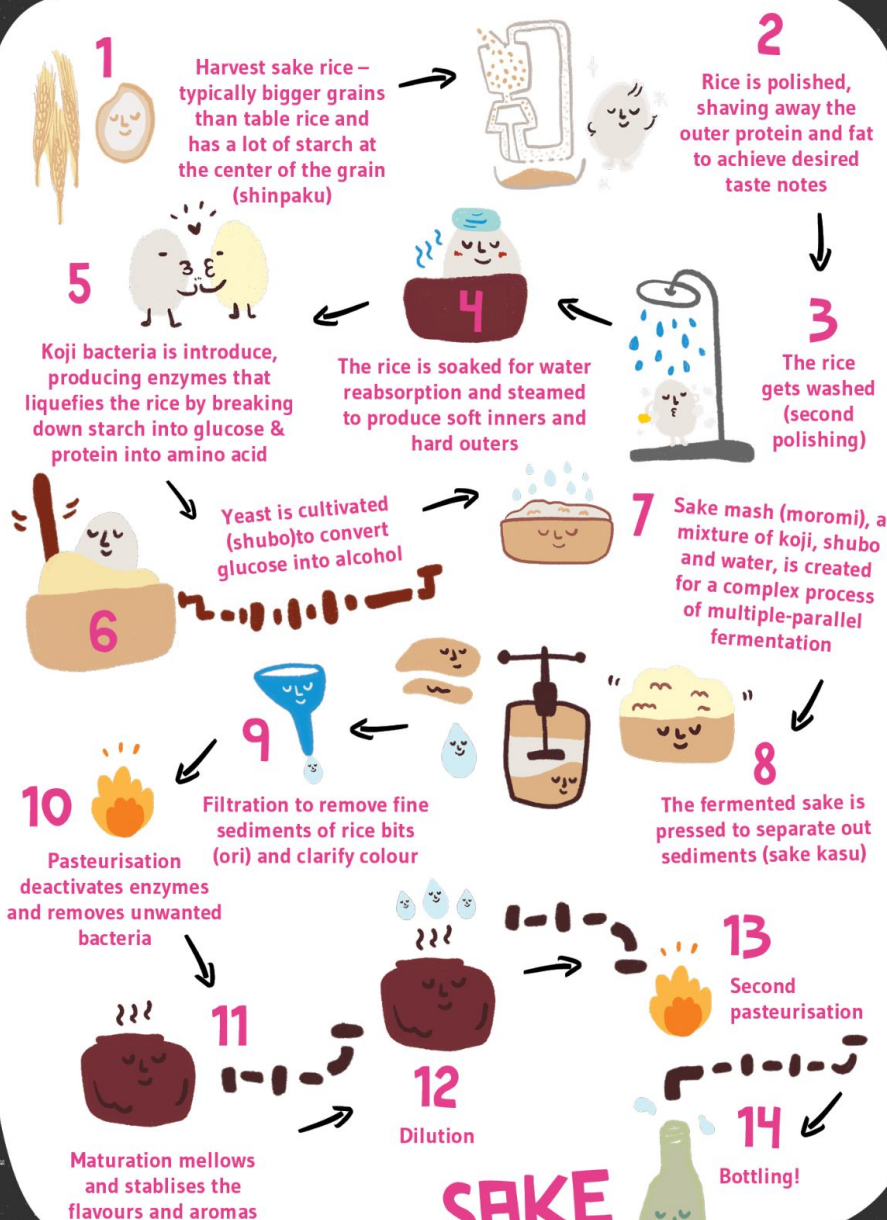 1
Harvest sake rice –
typically bigger grains
than table rice and
has a lot of starch at
the center of the grain
(shinpaku)
2
Rice is polished,
shaving away the
outer protein and fat
to achieve desired
taste notes
3
The rice
gets washed
(second
polishing)
4
The rice is soaked for water
reabsorption and steamed
to produce soft inners and
hard outers
5
Koji bacteria is introduce,
producing enzymes that
liquefies the rice by breaking
down starch into glucose &
protein into amino acid
6
Yeast is cultivated
(shubo)to convert
glucose into alcohol
7
Sake mash (moromi), a
mixture of koji, shubo
and water, is created
for a complex process
of multiple-parallel
fermentation
8
The fermented sake is
pressed to separate out
sediments (sake kasu)
9
Filtration to remove fine
sediments of rice bits
(ori) and clarify colour
10
Pasteurisation
deactivates enzymes
and removes unwanted
bacteria
11
Maturation mellows
and stablises the
flavours and aromas
12
Dilution
13
Second
pasteurisation
14
Bottling!
SAKE